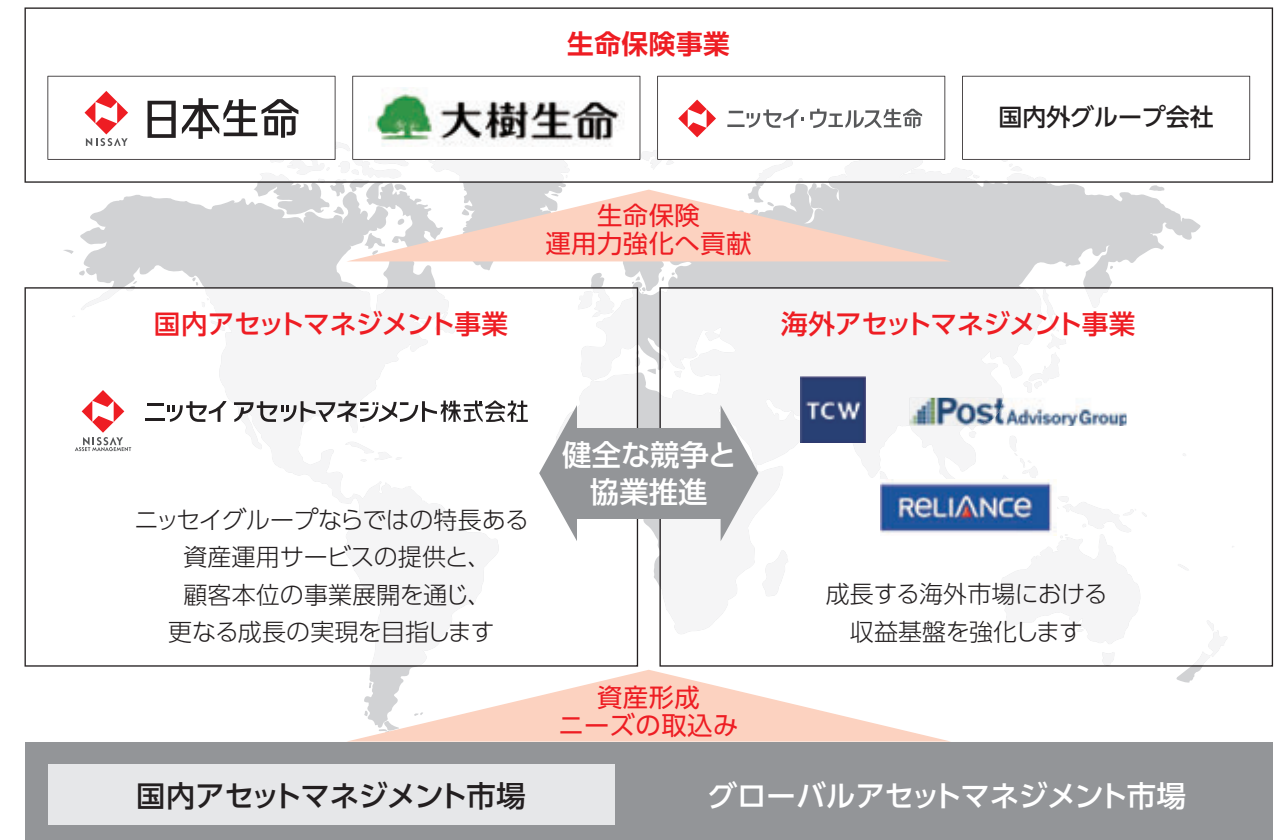 生命保険事業
NISSAY
日本生命
大樹生命
ニッセイ・ウェルス生命
国内外グループ会社
生命保険
運用力強化へ貢献
国内アセットマネジメント事業
NISSAY
ASSET MANAGEMENT
ニッセイ アセットマネジメント株式会社
ニッセイグループならではの特長ある
資産運用サービスの提供と、
顧客本位の事業展開を通じ、
更なる成長の実現を目指します
健全な競争と
協業推進
海外アセットマネジメント事業
TCW
Post Advisory Group
RELIANCE
成長する海外市場における
収益基盤を強化します
資産形成
ニーズの取込み
国内アセットマネジメント市場
グローバルアセットマネジメント市場